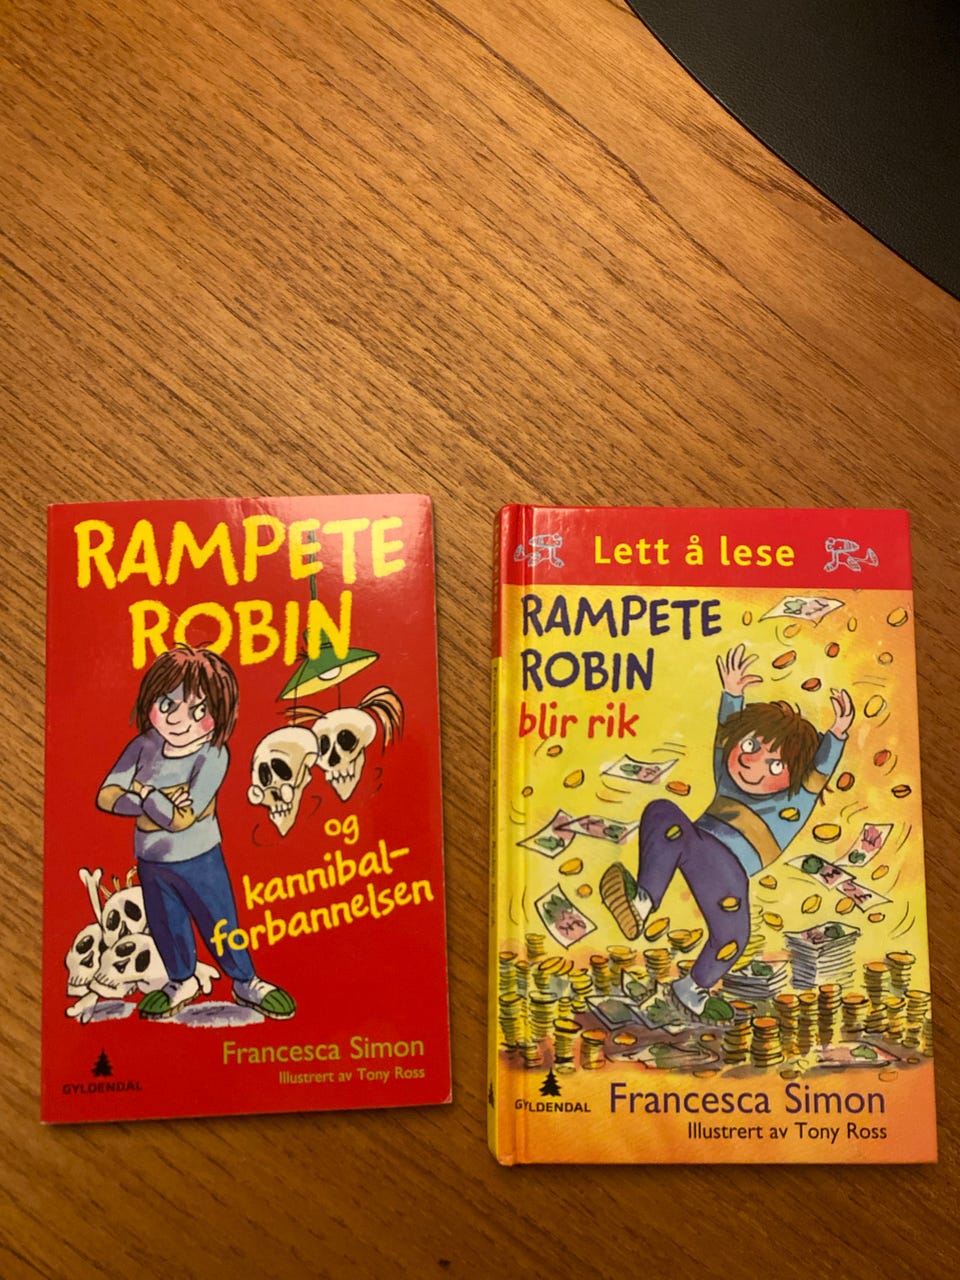 RAMPETE
ROBIN
og
kannibal-
forbannelsen
Francesca Simon
Illustrert av Tony Ross
GYLDENDAL
Lett å lese
RAMPETE
ROBIN
blir rik
GYLDENDAL
Francesca Simon
Illustrert av Tony Ross